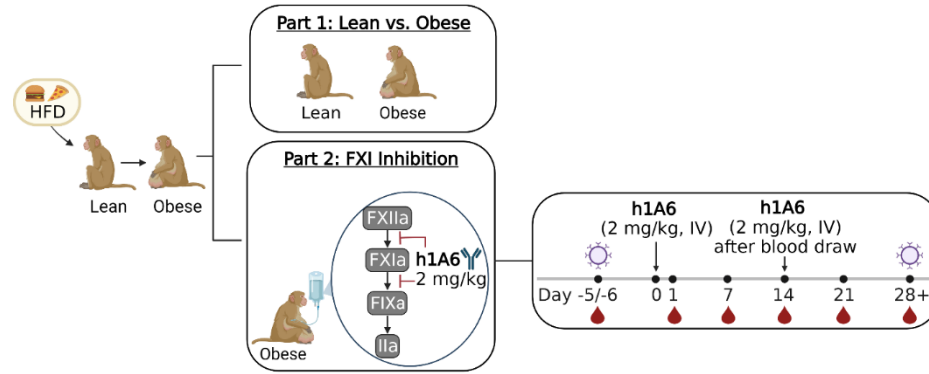 Part 1: Lean vs. Obese
Lean
Obese
HFD
Lean
Obese
Part 2: FXI Inhibition
FXIIa
FXIa
h1A6
2 mg/kg
FIXa
IIa
Obese
h1A6
(2 mg/kg, IV)
h1A6
(2 mg/kg, IV)
after blood draw
Day -5/-6 0 1 7 14 21 28+